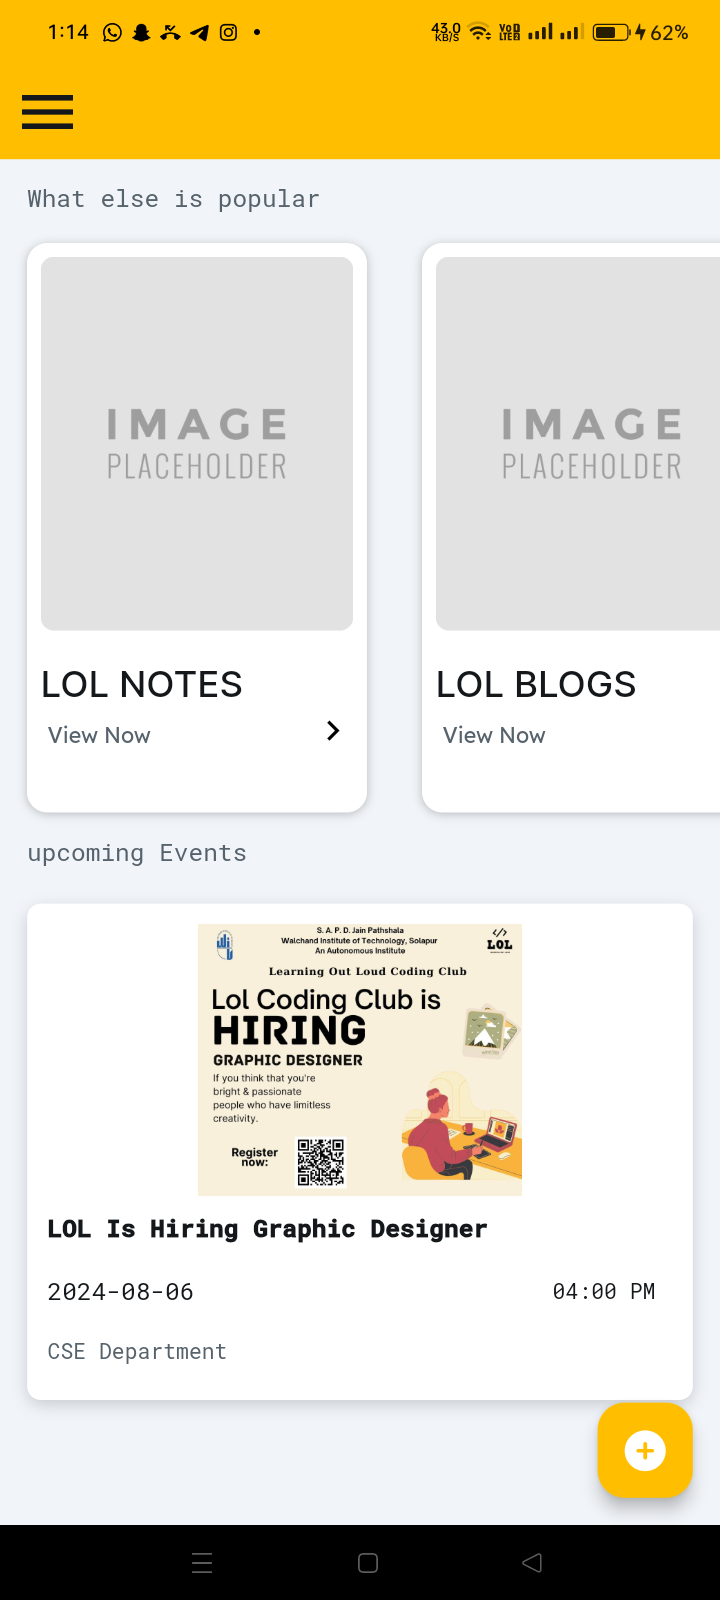 1:14
43.0
KB/S
VoD
LTE2
62%
What else is popular
IMAGE
PLACEHOLDER
IMAGE
PLACEHOLDER
LOL NOTES
View Now
LOL BLOGS
View Now
upcoming Events
S. A. P. D. Jain Pathshala
Walchand Institute of Technology, Solapur
An Autonomous Institute
LOL
Learning Out Loud Coding Club
Lol Coding Club is
HIRING
GRAPHIC DESIGNER
If you think that you're
bright & passionate
people who have limitless
creativity.
Register
now:
LOL Is Hiring Graphic Designer
2024-08-06
04:00 PM
CSE Department